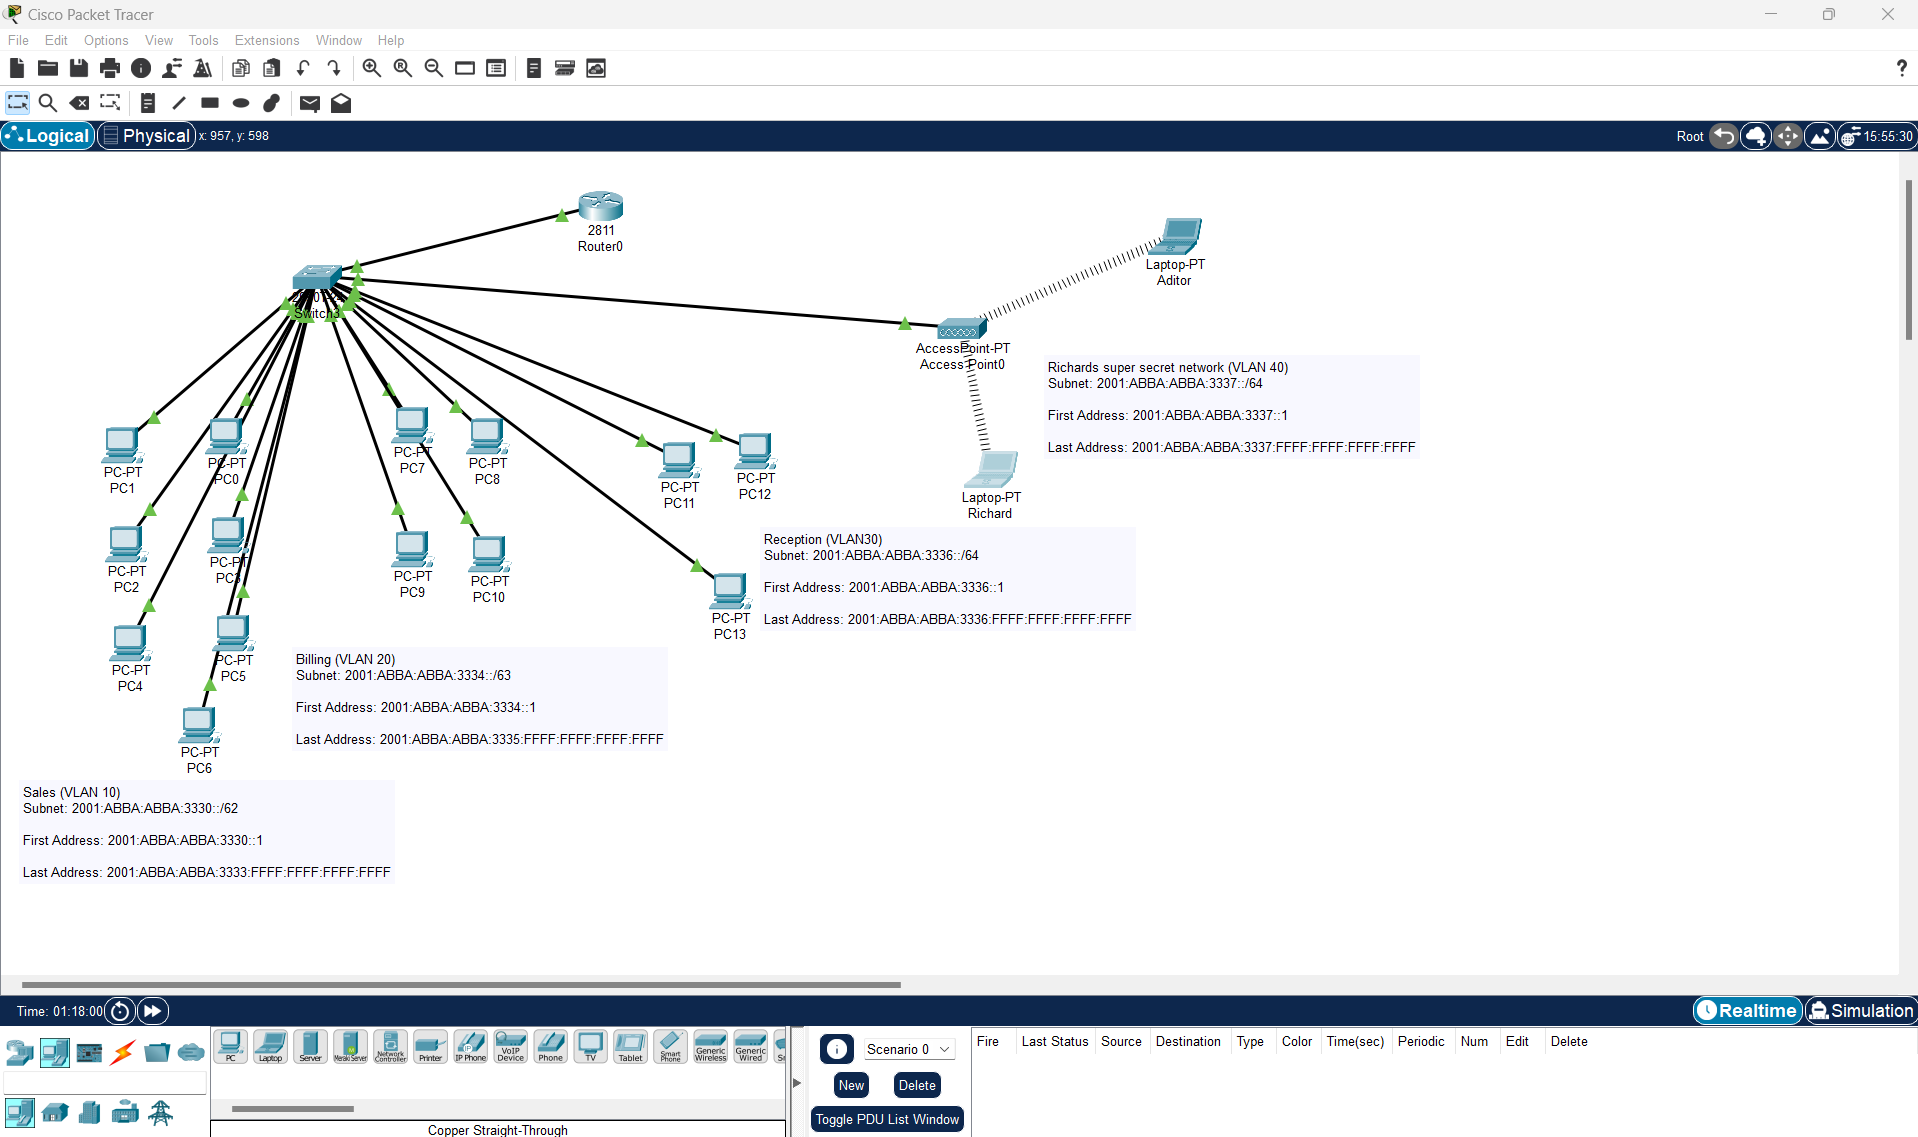 Cisco Packet Tracer
File Edit Options View Tools Extensions Window Help
Logical Physical x: 957, y: 598 Root 15:55:30
2811
Router0
Switch3
Laptop-PT
Aditor
AccessPoint-PT
Access Point0
Richards super secret network (VLAN 40)
Subnet: 2001:ABBA:ABBA:3337::/64
First Address: 2001:ABBA:ABBA:3337::1
Last Address: 2001:ABBA:ABBA:3337:FFFF:FFFF:FFFF:FFFF
PC-PT
PC1
PC-PT
PC0
PC-PT
PC7
PC-PT
PC8
PC-PT
PC11
PC-PT
PC12
Laptop-PT
Richard
PC-PT
PC2
PC-PT
PC3
PC-PT
PC9
PC-PT
PC10
PC-PT
PC13
Reception (VLAN30)
Subnet: 2001:ABBA:ABBA:3336::/64
First Address: 2001:ABBA:ABBA:3336::1
Last Address: 2001:ABBA:ABBA:3336:FFFF:FFFF:FFFF:FFFF
PC-PT
PC4
PC-PT
PC5
PC-PT
PC6
Billing (VLAN 20)
Subnet: 2001:ABBA:ABBA:3334::/63
First Address: 2001:ABBA:ABBA:3334::1
Last Address: 2001:ABBA:ABBA:3335:FFFF:FFFF:FFFF:FFFF
Sales (VLAN 10)
Subnet: 2001:ABBA:ABBA:3330::/62
First Address: 2001:ABBA:ABBA:3330::1
Last Address: 2001:ABBA:ABBA:3333:FFFF:FFFF:FFFF:FFFF
Time: 01:18:00 Realtime Simulation
PC Laptop Server Meraki Server Network Controller Printer IP Phone VoIP Device Phone TV Tablet Smart Phone Generic Wireless Generic Wired
Copper Straight-Through
Scenario 0
New Delete
Toggle PDU List Window
Fire Last Status Source Destination Type Color Time(sec) Periodic Num Edit Delete